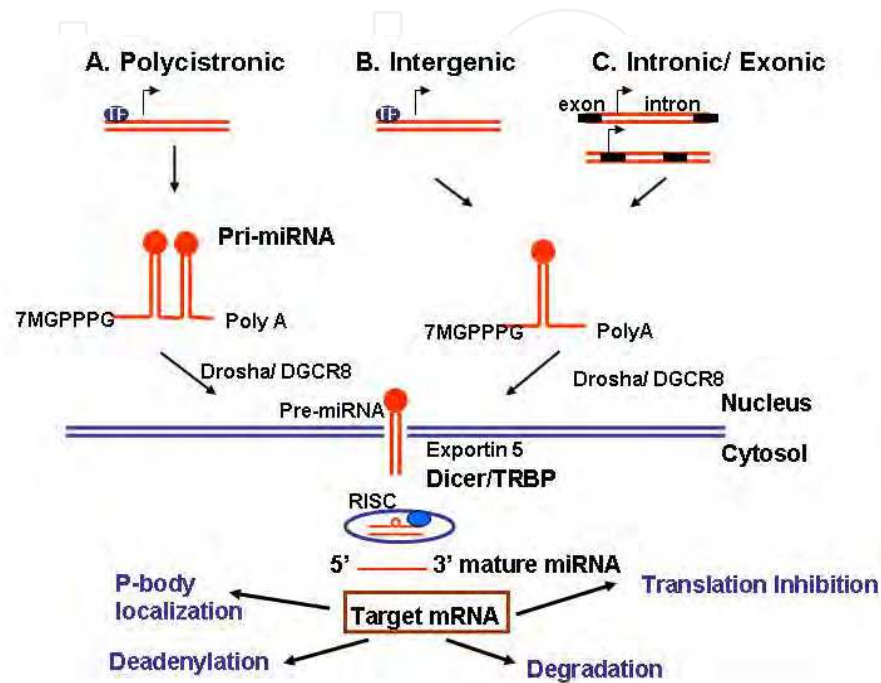 A. Polycistronic
B. Intergenic
C. Intronic/ Exonic
TF
TF
exon
intron
Pri-miRNA
7MGPPPG
Poly A
7MGPPPG
PolyA
Drosha/ DGCR8
Drosha/ DGCR8
Pre-miRNA
Nucleus
Exportin 5
Cytosol
Dicer/TRBP
RISC
5’
3’ mature miRNA
P-body
localization
Translation Inhibition
Target mRNA
Deadenylation
Degradation